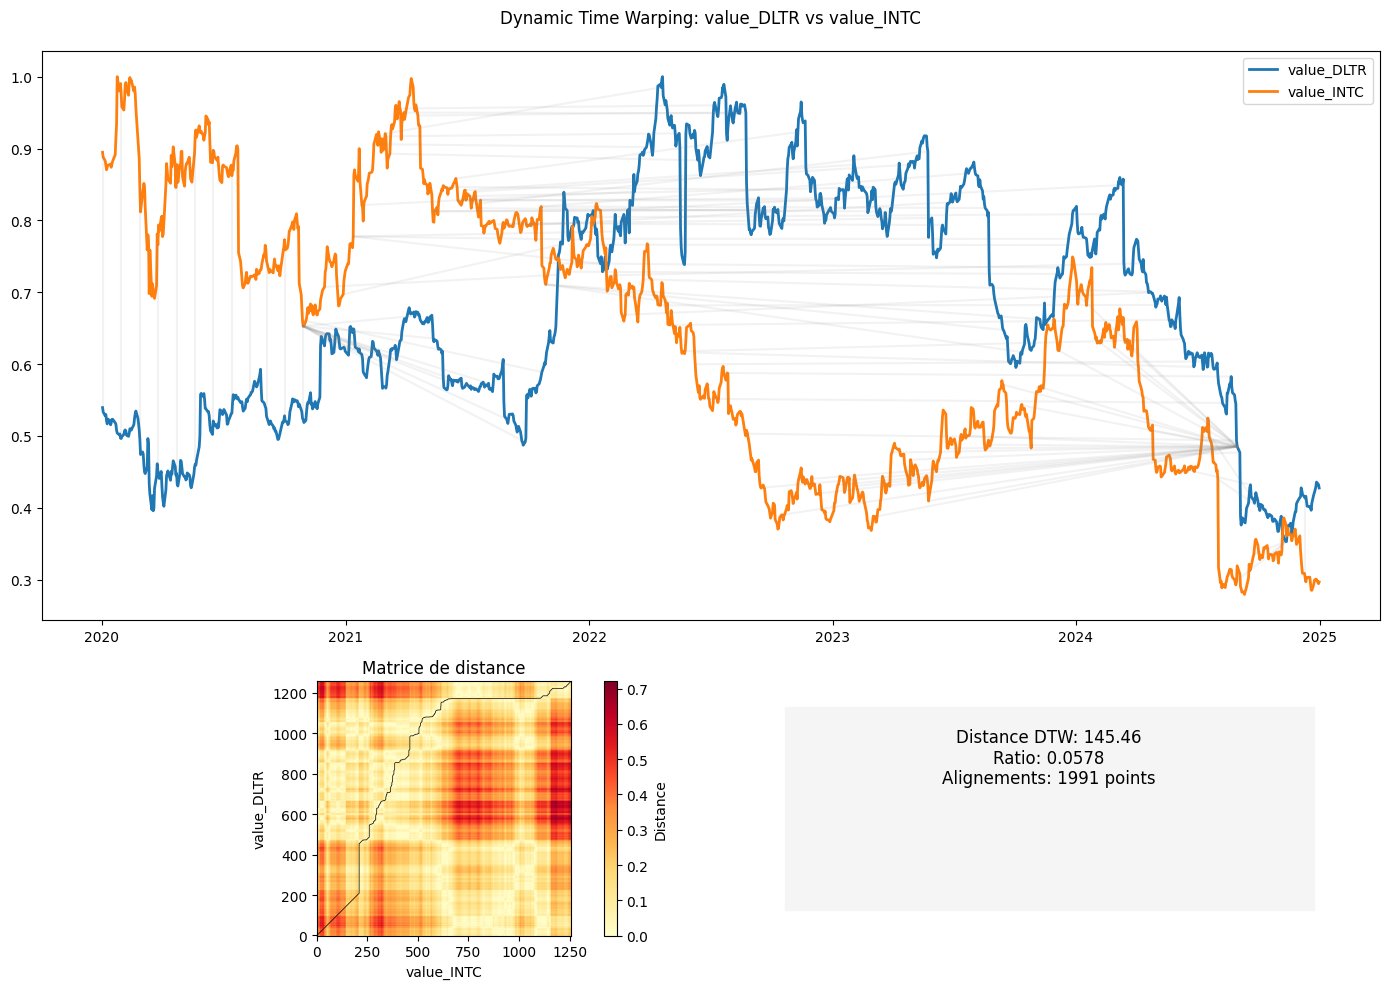 Dynamic Time Warping: value_DLTR vs value_INTC
value_DLTR
value_INTC
1.0
0.9
0.8
0.7
0.6
0.5
0.4
0.3
2020 2021 2022 2023 2024 2025
Matrice de distance
1200
1000
800
600
400
200
0
value_DLTR
0 250 500 750 1000 1250
value_INTC
0.7
0.6
0.5
0.4
0.3
0.2
0.1
0.0
Distance
Distance DTW: 145.46
Ratio: 0.0578
Alignements: 1991 points